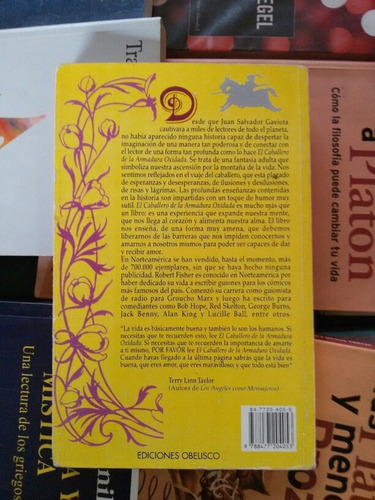 EGEL
Tra
a
Platon
Cómo la filosofía
puede cambiar tu
vida
Desde que Juan Salvador Gaviota
cautivara a miles de lectores de todo el planeta,
no había aparecido ninguna historia capaz de despertar la
imaginación de una manera tan poderosa y de conectar con
el lector de una forma tan profunda como lo hace El Caballero
de la Armadura Oxidada. Se trata de una fantasía adulta que
simboliza nuestra ascensión por la montaña de la vida. Nos
sentimos reflejados en el viaje del caballero, que está plagado
de esperanzas y desesperanzas, de ilusiones y desilusiones,
de risas y lágrimas. Las profundas enseñanzas contenidas
en la historia son impartidas con un toque de humor muy
sutil. El Caballero de la Armadura Oxidada es mucho más que
un libro: es una experiencia que expande nuestra mente,
que nos llega al corazón y alimenta nuestra alma. El libro
nos enseña, de una forma muy amena, que debemos
liberarnos de las barreras que nos impiden conocernos y
amarnos a nosotros mismos para poder ser capaces de dar
y recibir amor.
En Norteamérica se han vendido, hasta el momento, más
de 700.000 ejemplares, sin que se haya hecho ninguna
publicidad. Robert Fisher es conocido en Norteamérica por
haber dedicado su vida a escribir guiones para los cómicos
más famosos del país. Comenzó su carrera como guionista
de radio para Groucho Marx y luego ha escrito para
comediantes como Bob Hope, Red Skelton, George Burns,
Jack Benny, Alan King y Lucille Ball, entre otros.
"La vida es básicamente buena y también lo son los humanos. Si
necesitas que te recuerden esto, lee El Caballero de la Armadura
Oxidada. Si necesitas que te recuerden la importancia de amarte
a ti mismo, POR FAVOR lee El Caballero de la Armadura Oxidada.
Cuando hayas llegado a la última página sabrás que la vida es
buena, que eres amor, que eres maravilloso; y que todo está bien"
Terry Linn Taylor
(Autora de Los Ángeles como Mensajeros)
84-7720-405-5
9 788477 204053
EDICIONES OBELISCO
MÍSTICA Y
Una lectura de los griegos
y men